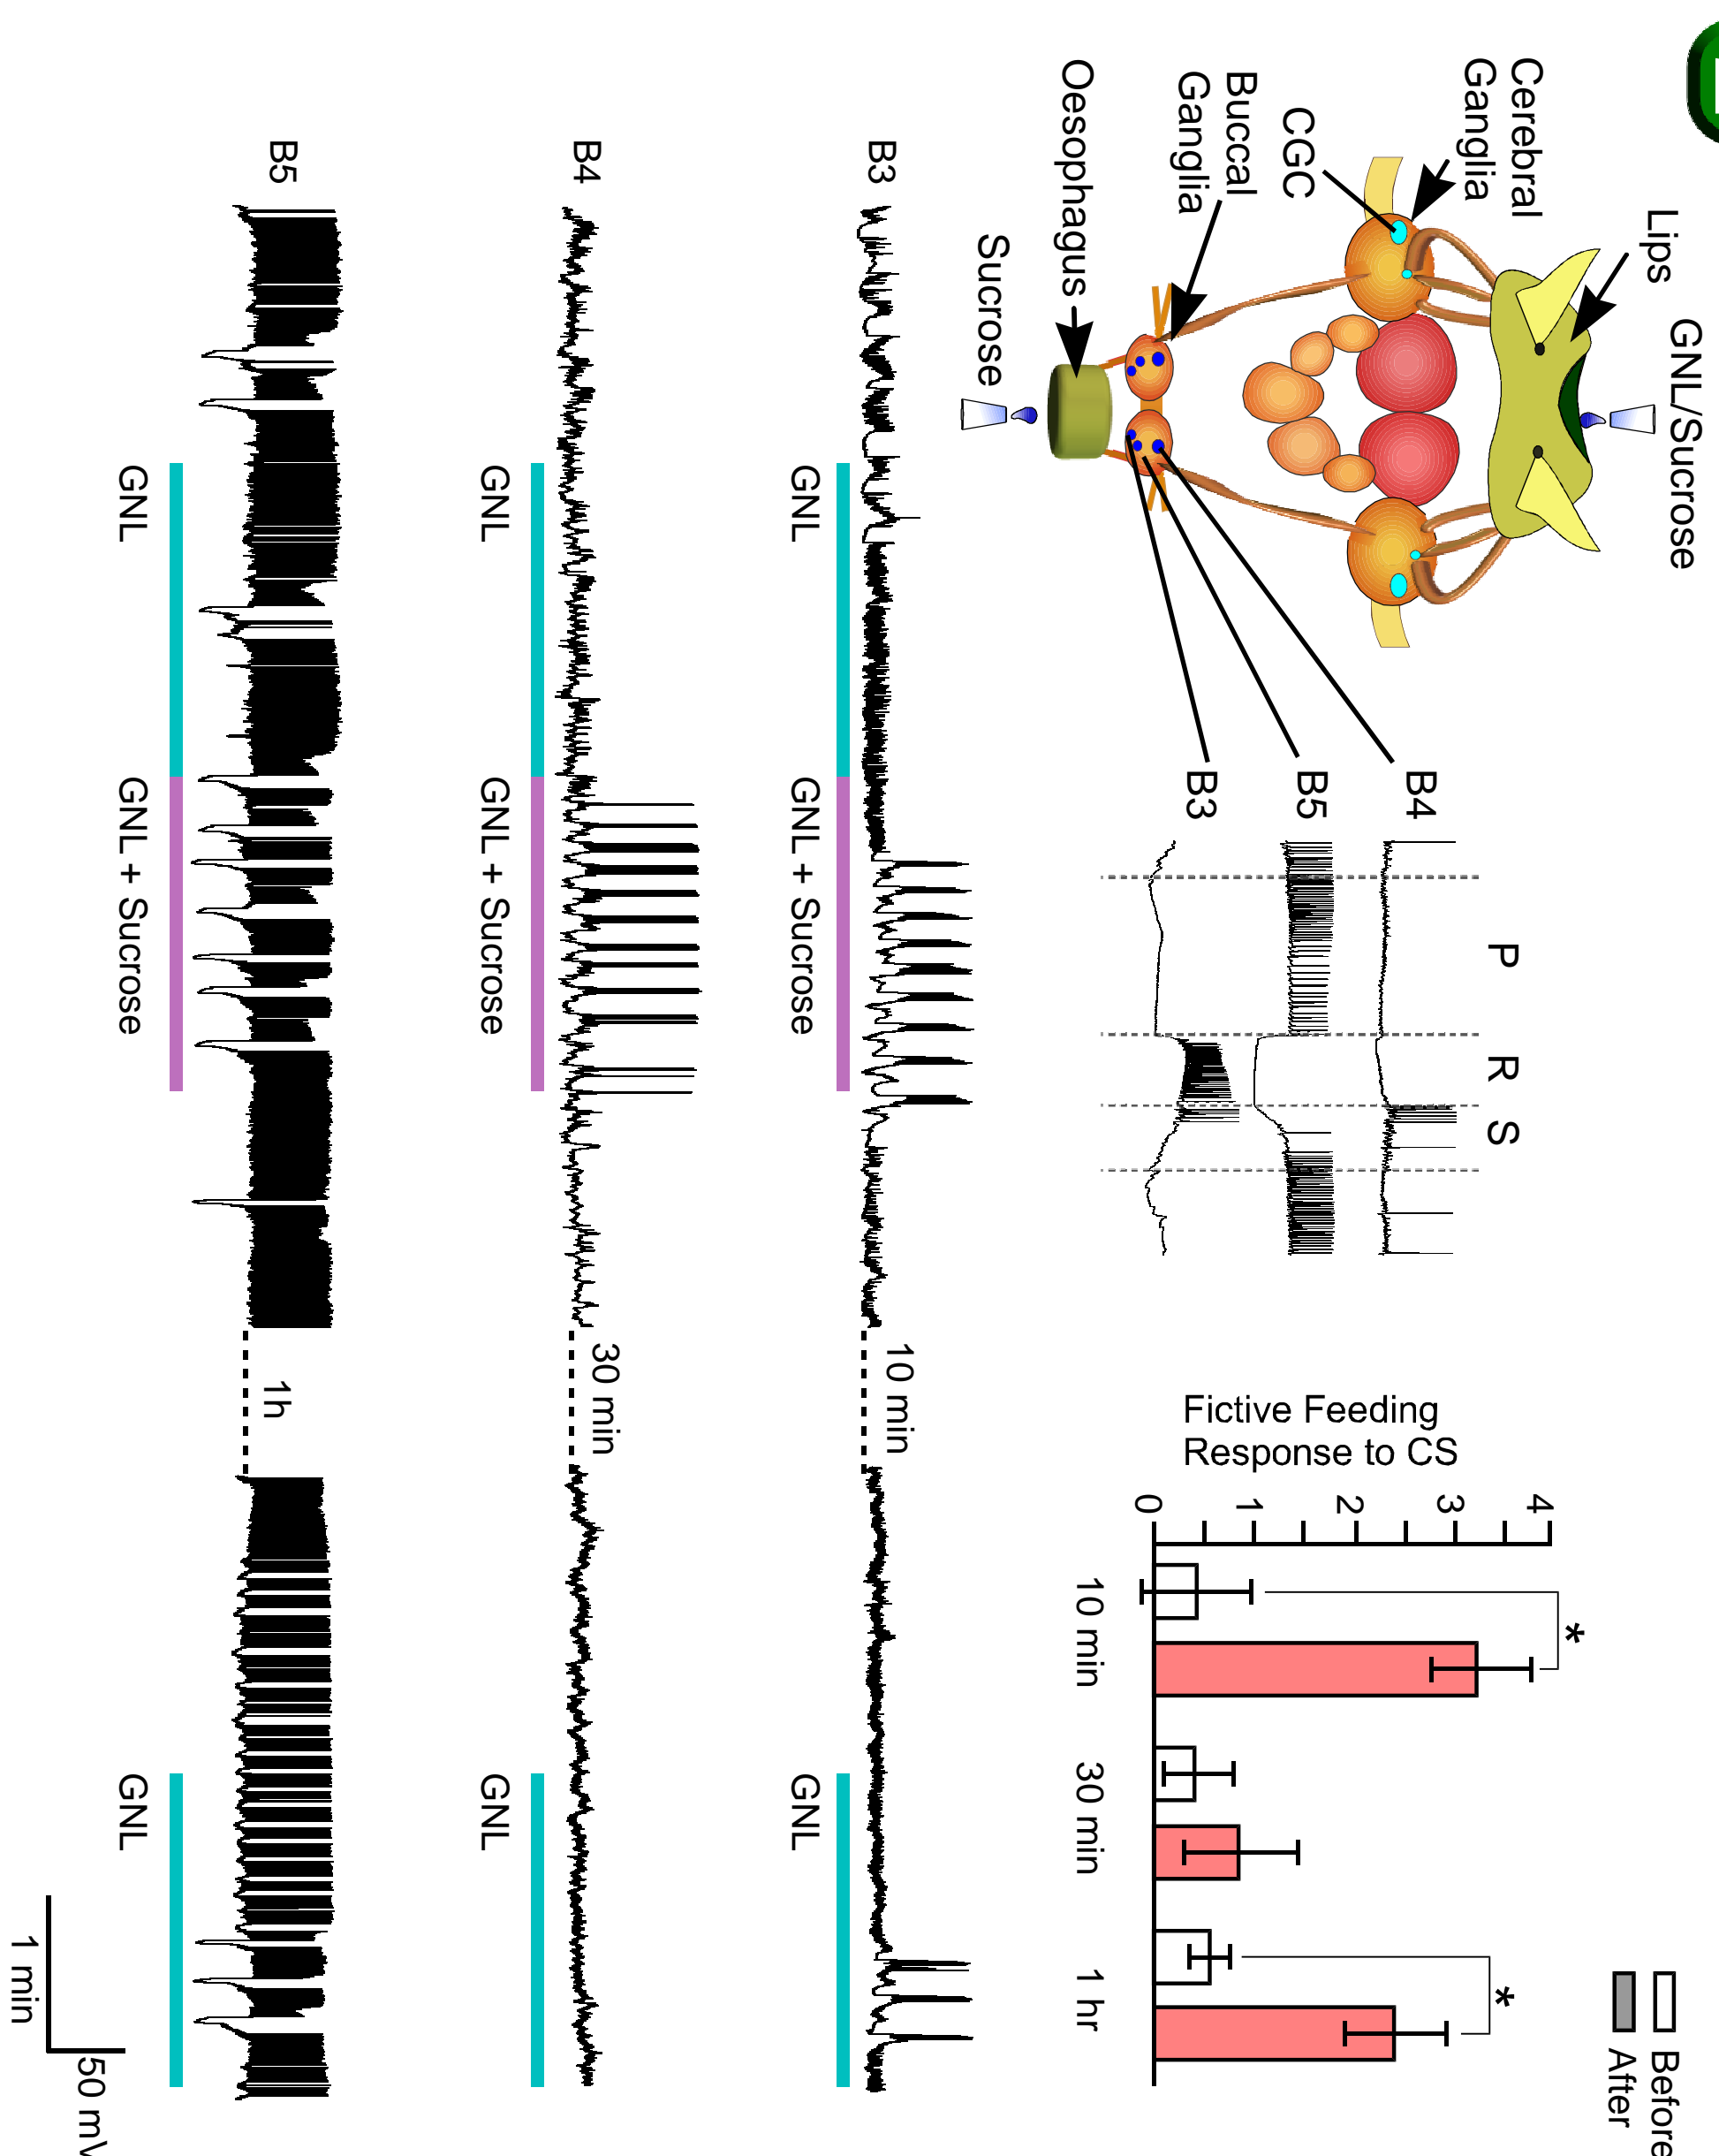 GNL/Sucrose
Lips
Cerebral
Ganglia
CGC
Buccal
Ganglia
Oesophagus
Sucrose
B4
B5
B3
P
R
S
Fictive Feeding
Response to CS
4
3
2
1
0
*
*
10 min
30 min
1 hr
Before
After
B3
10 min
GNL
GNL + Sucrose
GNL
B4
30 min
GNL
GNL + Sucrose
GNL
B5
1h
GNL
GNL + Sucrose
GNL
50 mV
1 min